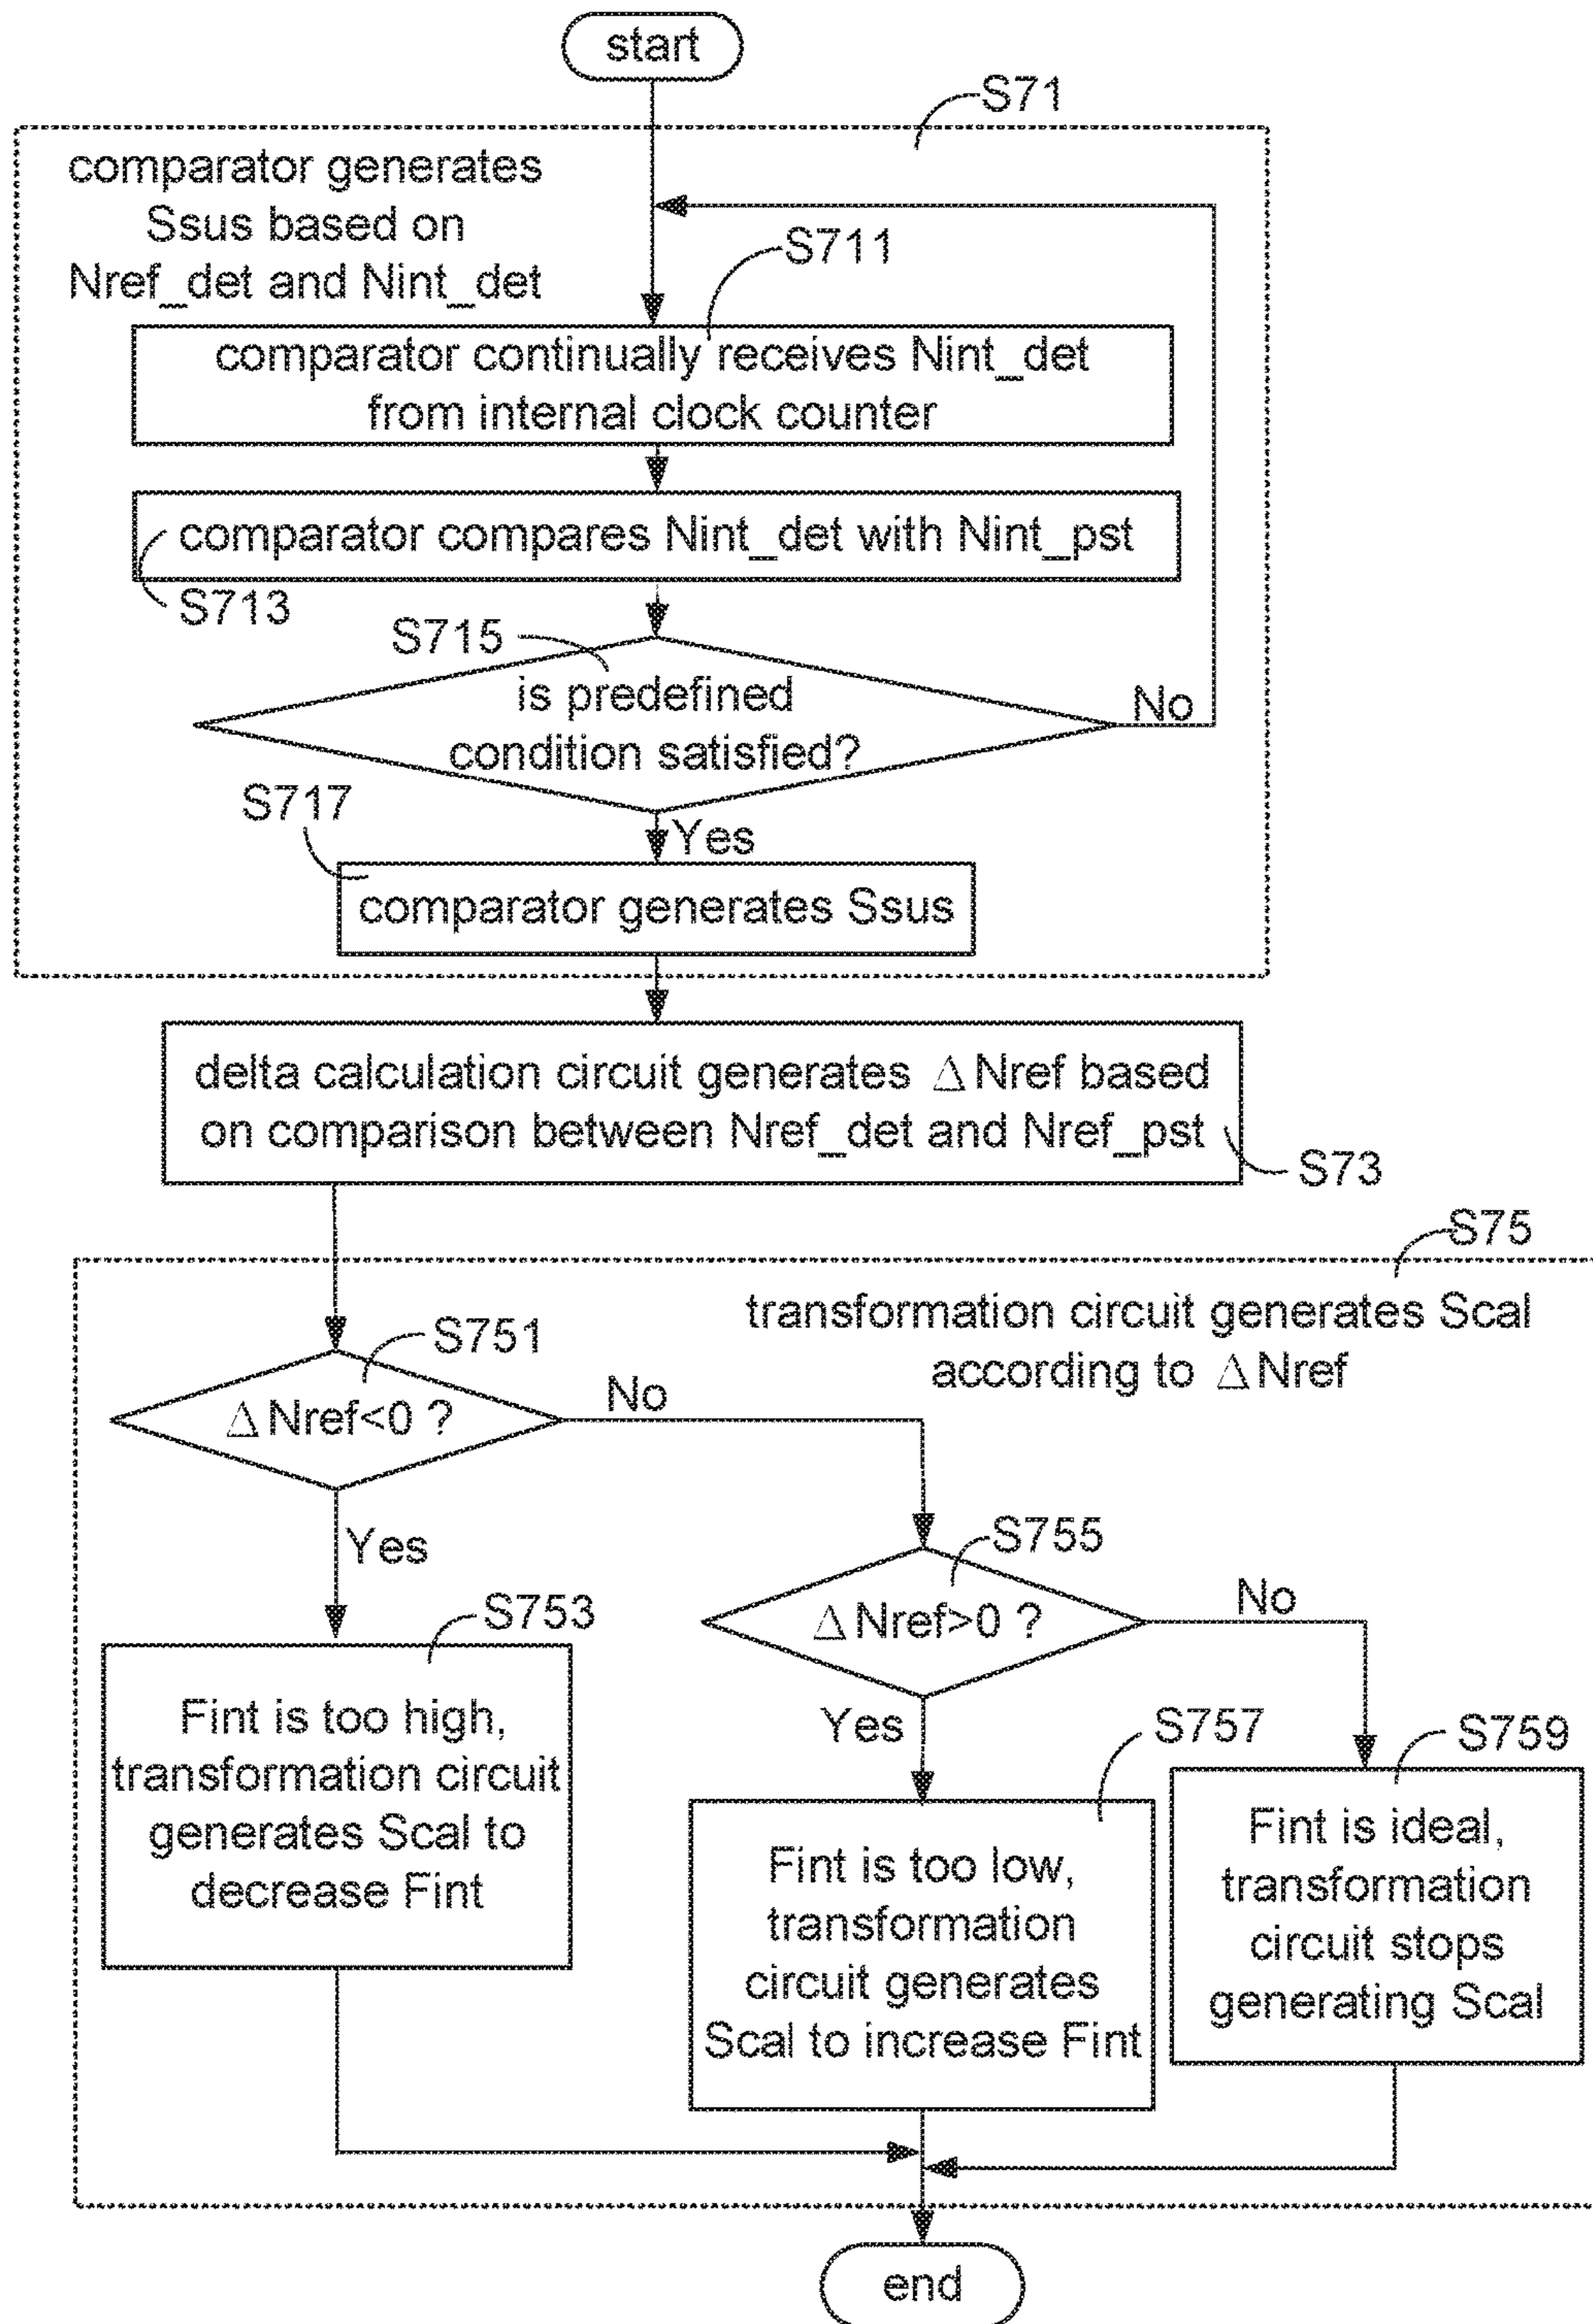 start
S71
comparator generates
Ssus based on
Nref_det and Nint_det
S711
comparator continually receives Nint_det
from internal clock counter
comparator compares Nint_det with Nint_pst
S713
S715
is predefined
condition satisfied?
No
S717
Yes
comparator generates Ssus
delta calculation circuit generates △Nref based
on comparison between Nref_det and Nref_pst
S73
S75
transformation circuit generates Scal
according to △Nref
S751
△Nref<0 ?
No
Yes
S755
△Nref>0 ?
No
S753
Fint is too high,
transformation circuit
generates Scal to
decrease Fint
Yes
S757
Fint is too low,
transformation
circuit generates
Scal to increase Fint
S759
Fint is ideal,
transformation
circuit stops
generating Scal
end